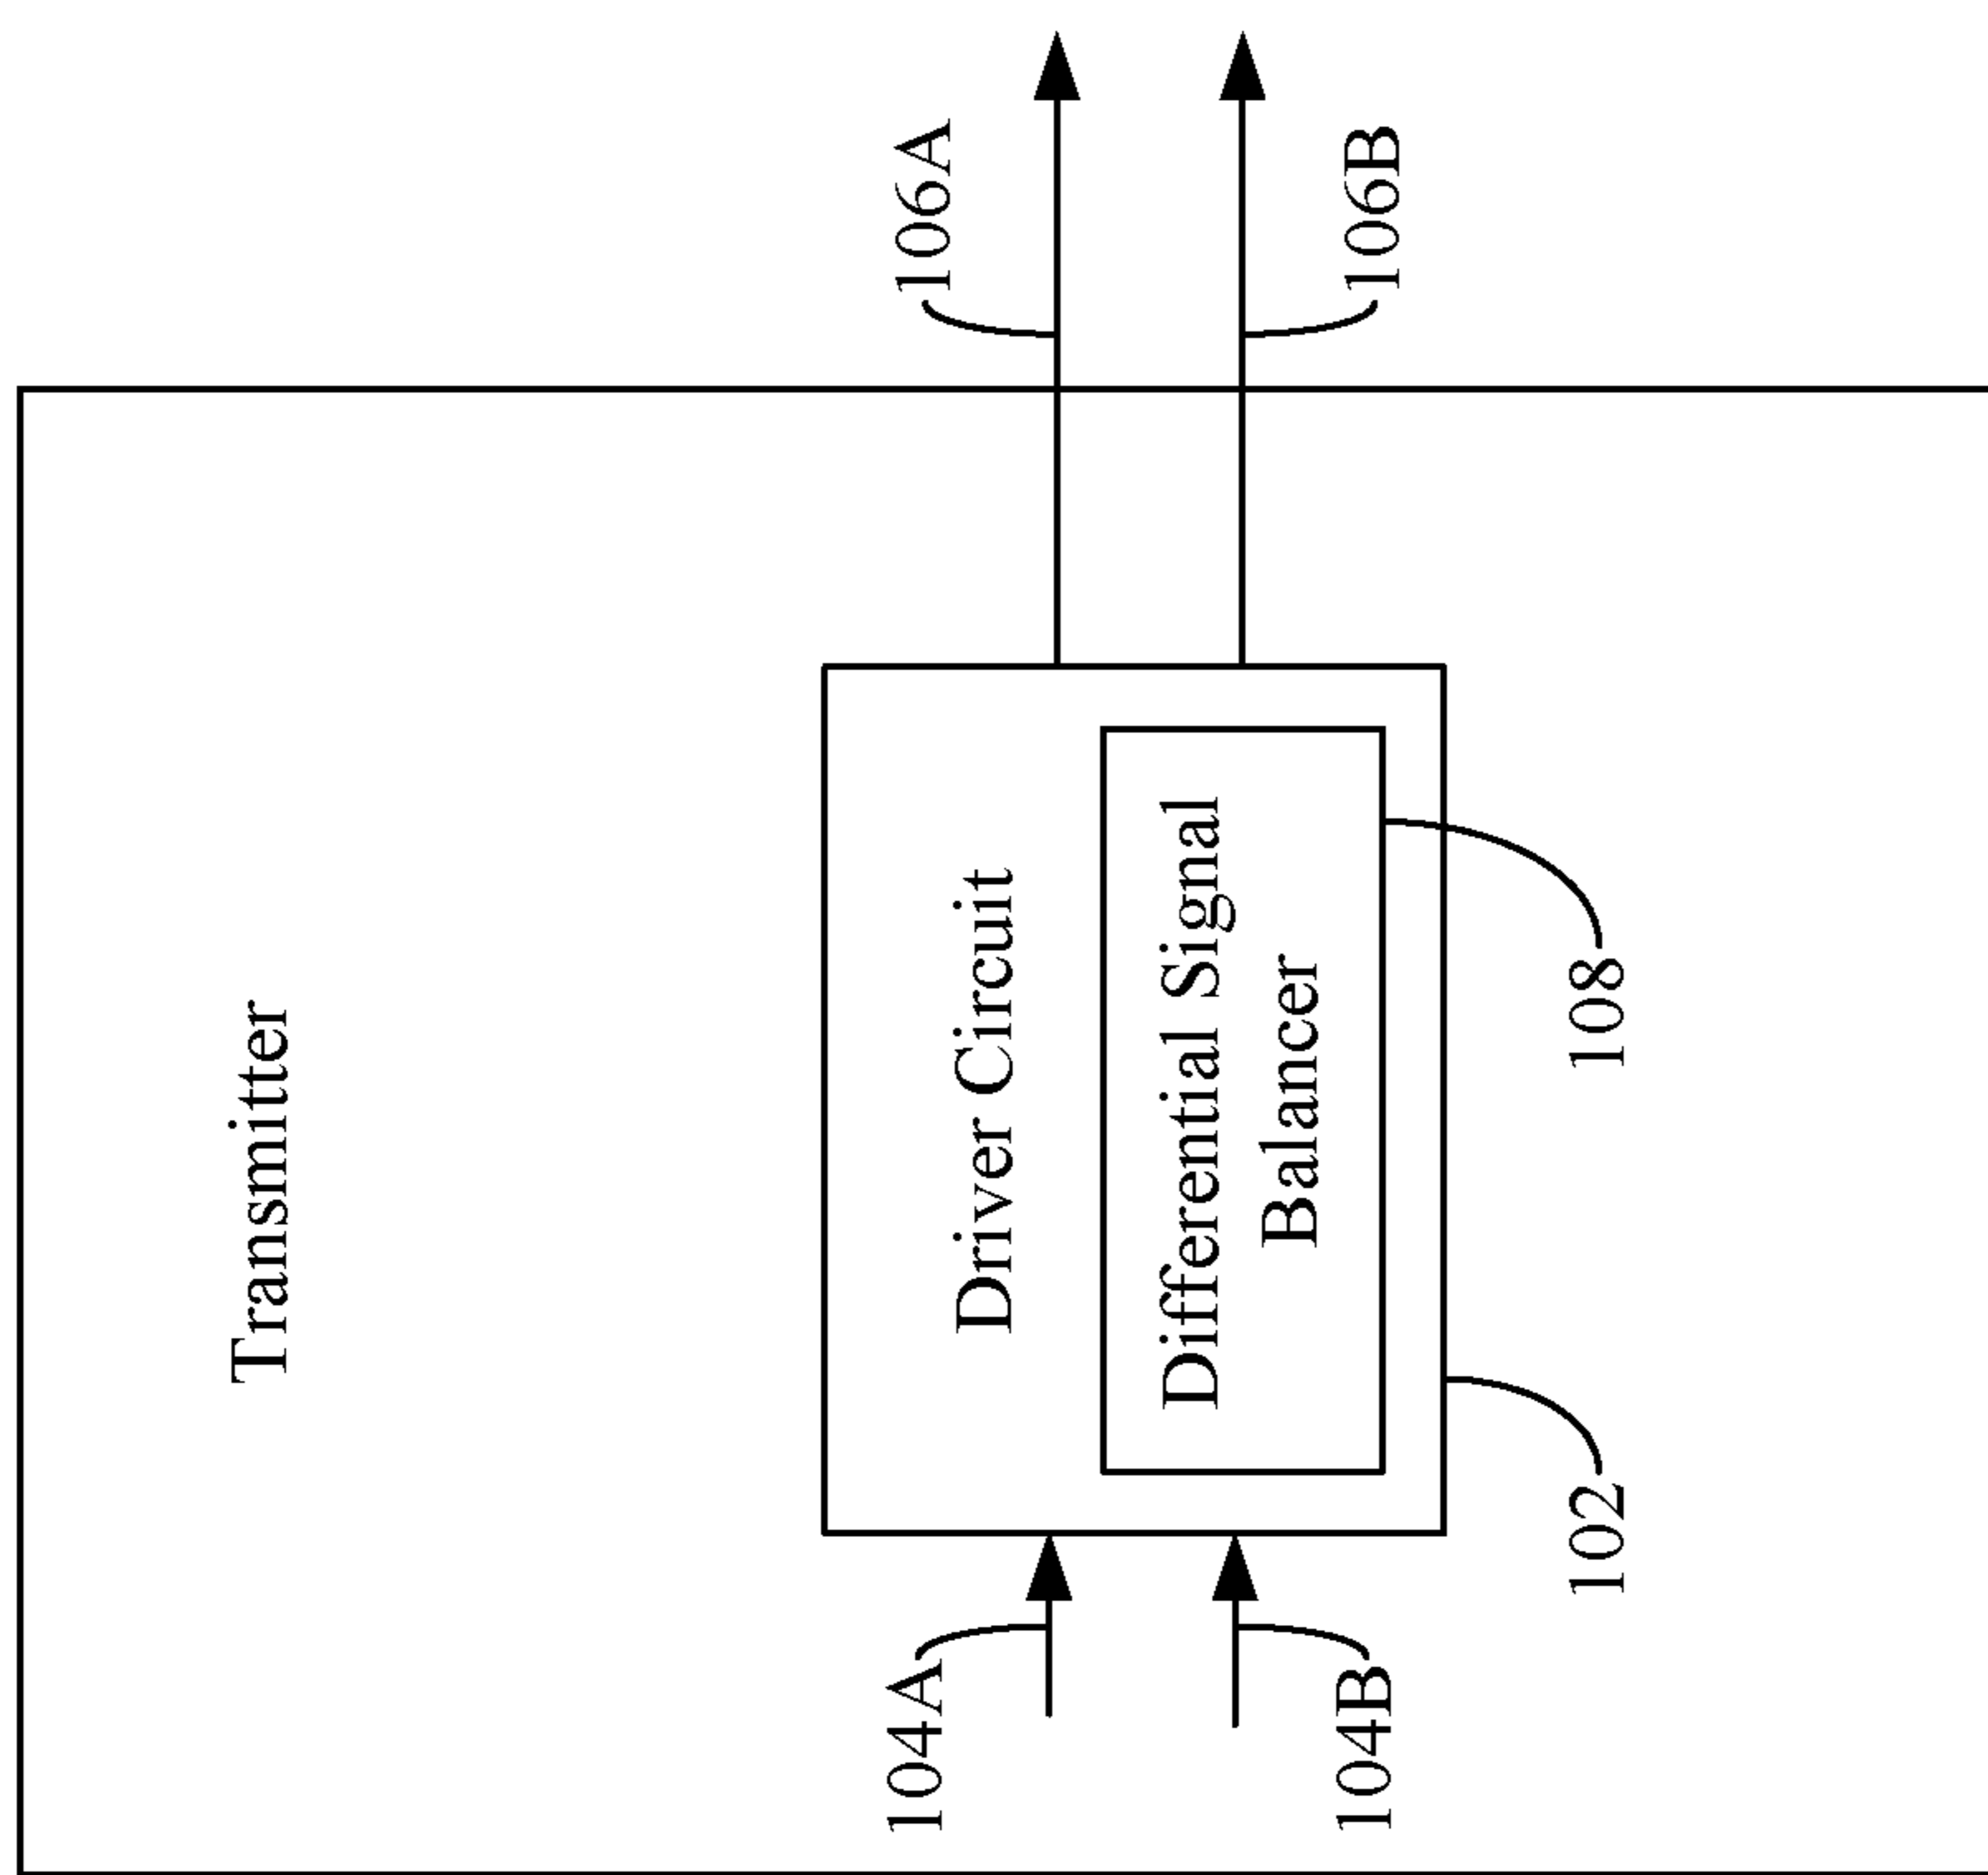 Transmitter
104A
106A
Driver Circuit
Differential Signal
Balancer
104B
106B
102
108